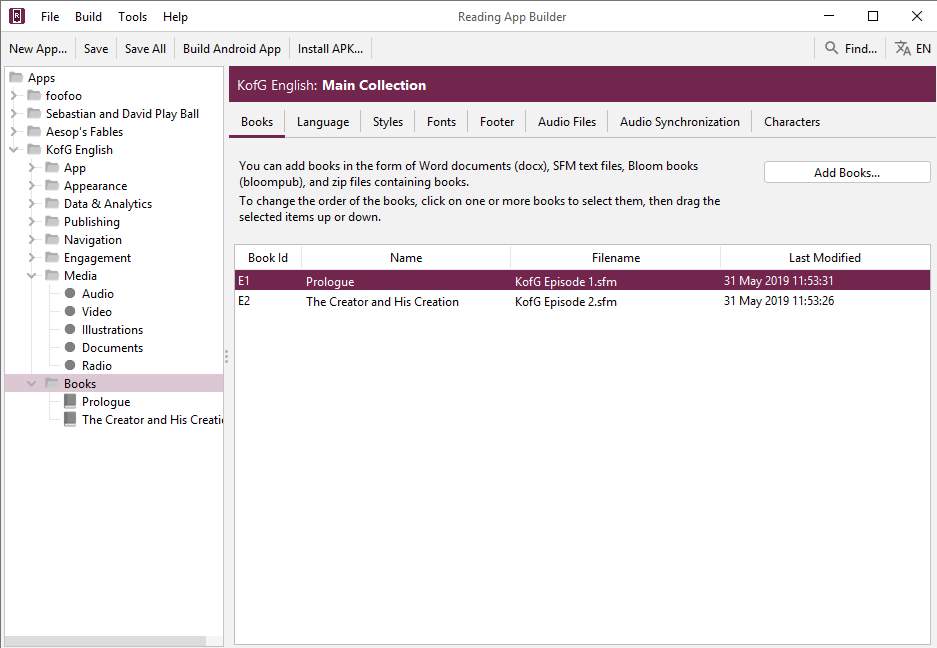 File Build Tools Help
Reading App Builder
New App... Save Save All Build Android App Install APK... Find... EN
Apps
foofoo
Sebastian and David Play Ball
Aesop's Fables
KofG English
App
Appearance
Data & Analytics
Publishing
Navigation
Engagement
Media
Audio
Video
Illustrations
Documents
Radio
Books
Prologue
The Creator and His Creatio
KofG English: Main Collection
Books Language Styles Fonts Footer Audio Files Audio Synchronization Characters
You can add books in the form of Word documents (docx), SFM text files, Bloom books
(bloompub), and zip files containing books.
Add Books...
To change the order of the books, click on one or more books to select them, then drag the
selected items up or down.
Book Id Name Filename Last Modified
E1 Prologue KofG Episode 1.sfm 31 May 2019 11:53:31
E2 The Creator and His Creation KofG Episode 2.sfm 31 May 2019 11:53:26